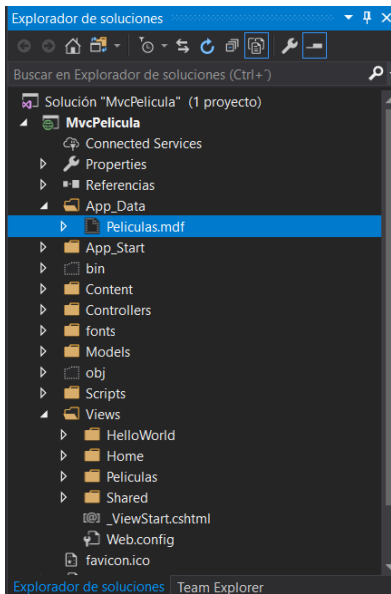 Explorador de soluciones
Buscar en Explorador de soluciones (Ctrl+´)
Solución "MvcPelicula" (1 proyecto)
MvcPelicula
Connected Services
Properties
Referencias
App_Data
Peliculas.mdf
App_Start
bin
Content
Controllers
fonts
Models
obj
Scripts
Views
HelloWorld
Home
Peliculas
Shared
_ViewStart.cshtml
Web.config
favicon.ico
Explorador de soluciones Team Explorer